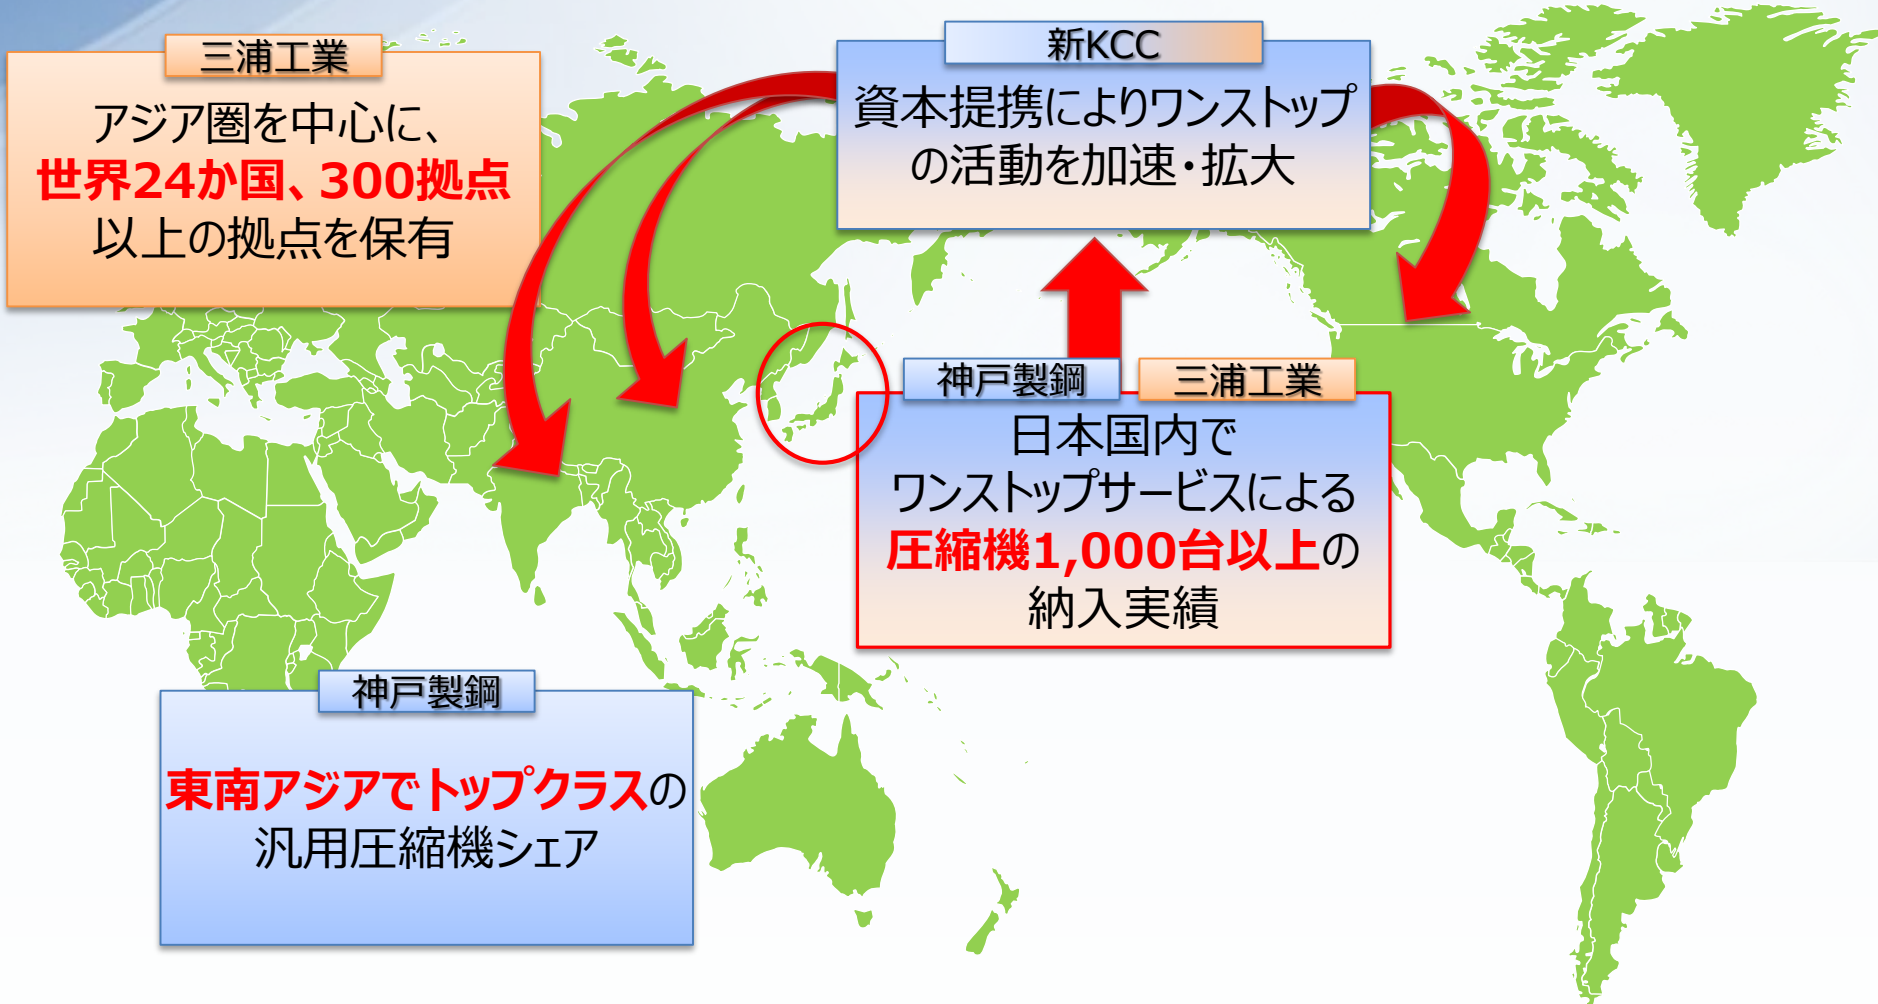 三浦工業
アジア圏を中心に、
世界24か国、300拠点
以上の拠点を保有
新KCC
資本提携によりワンストップ
の活動を加速・拡大
神戸製鋼
三浦工業
日本国内で
ワンストップサービスによる
圧縮機1,000台以上の
納入実績
神戸製鋼
東南アジアでトップクラスの
汎用圧縮機シェア